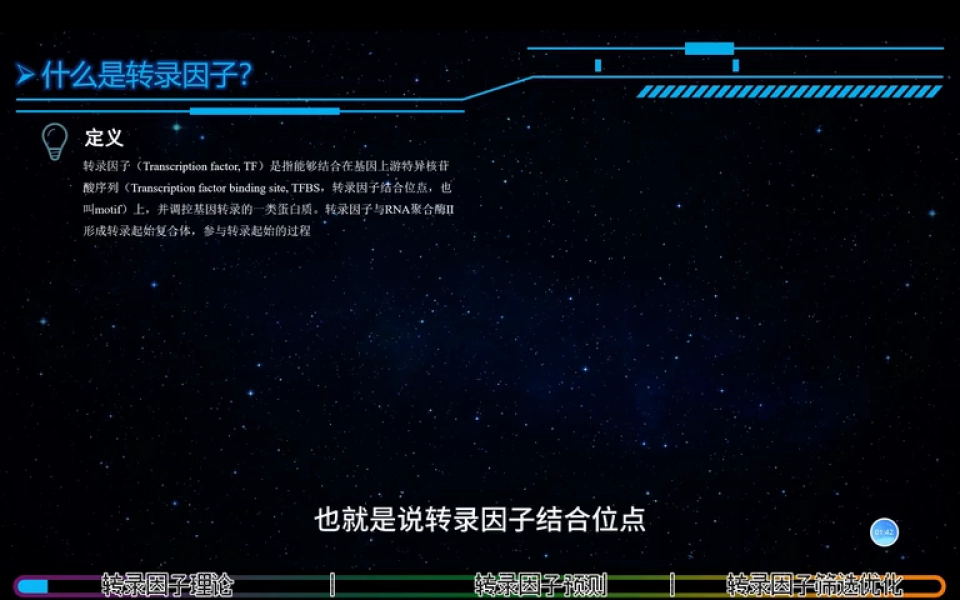 什么是转录因子?
定义
转录因子（Transcription factor, TF）是指能够结合在基因上游特异核苷
酸序列（Transcription factor binding site, TFBS，转录因子结合位点，也
叫motif）上，并调控基因转录的一类蛋白质。转录因子与RNA聚合酶II
形成转录起始复合体，参与转录起始的过程
也就是说转录因子结合位点
01:42
转录因子理论 | 转录因子预测 | 转录因子筛选优化